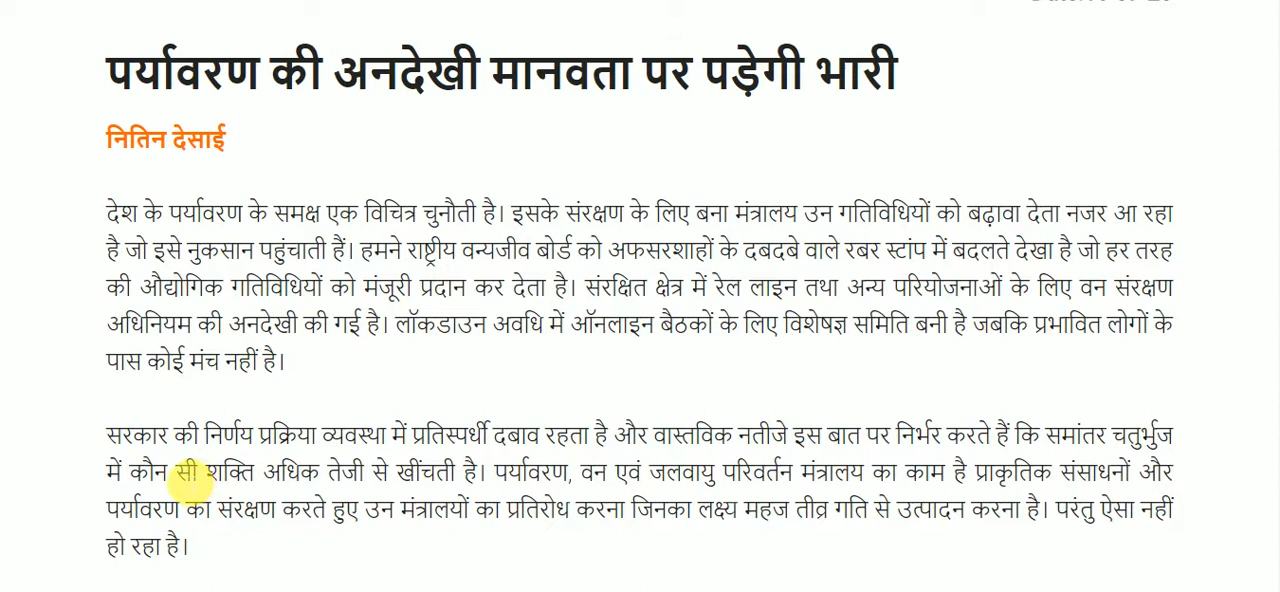 पर्यावरण की अनदेखी मानवता पर पड़ेगी भारी
नितिन देसाई
देश के पर्यावरण के समक्ष एक विचित्र चुनौती है। इसके संरक्षण के लिए बना मंत्रालय उन गतिविधियों को बढ़ावा देता नजर आ रहा
है जो इसे नुकसान पहुंचाती हैं। हमने राष्ट्रीय वन्यजीव बोर्ड को अफसरशाहों के दबदबे वाले रबर स्टांप में बदलते देखा है जो हर तरह
की औद्योगिक गतिविधियों को मंजूरी प्रदान कर देता है। संरक्षित क्षेत्र में रेल लाइन तथा अन्य परियोजनाओं के लिए वन संरक्षण
अधिनियम की अनदेखी की गई है। लॉकडाउन अवधि में ऑनलाइन बैठकों के लिए विशेषज्ञ समिति बनी है जबकि प्रभावित लोगों के
पास कोई मंच नहीं है।
सरकार की निर्णय प्रक्रिया व्यवस्था में प्रतिस्पर्धी दबाव रहता है और वास्तविक नतीजे इस बात पर निर्भर करते हैं कि समांतर चतुर्भुज
में कौन सी शक्ति अधिक तेजी से खींचती है। पर्यावरण, वन एवं जलवायु परिवर्तन मंत्रालय का काम है प्राकृतिक संसाधनों और
पर्यावरण का संरक्षण करते हुए उन मंत्रालयों का प्रतिरोध करना जिनका लक्ष्य महज तीव्र गति से उत्पादन करना है। परंतु ऐसा नहीं
हो रहा है।